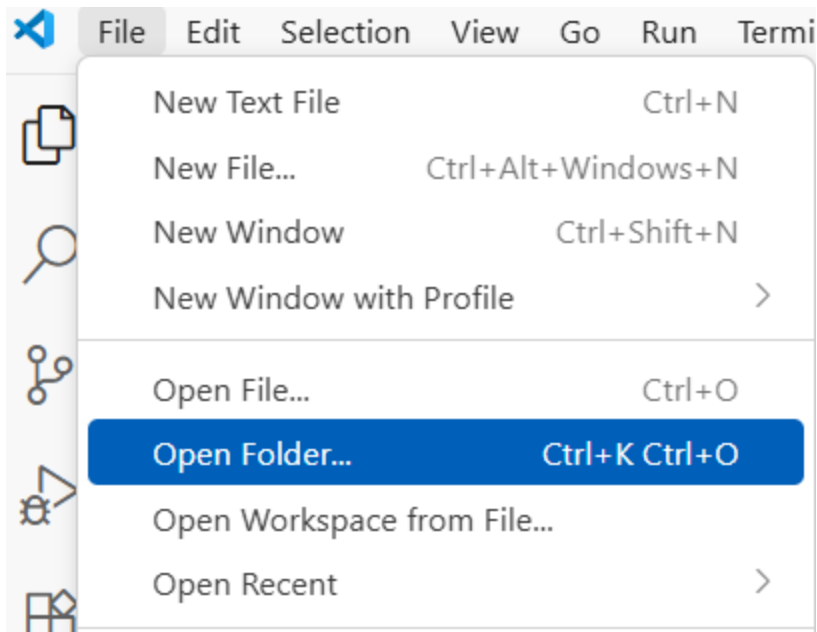 File Edit Selection View Go Run Termi
New Text File Ctrl+N
New File... Ctrl+Alt+Windows+N
New Window Ctrl+Shift+N
New Window with Profile
Open File... Ctrl+O
Open Folder... Ctrl+K Ctrl+O
Open Workspace from File...
Open Recent